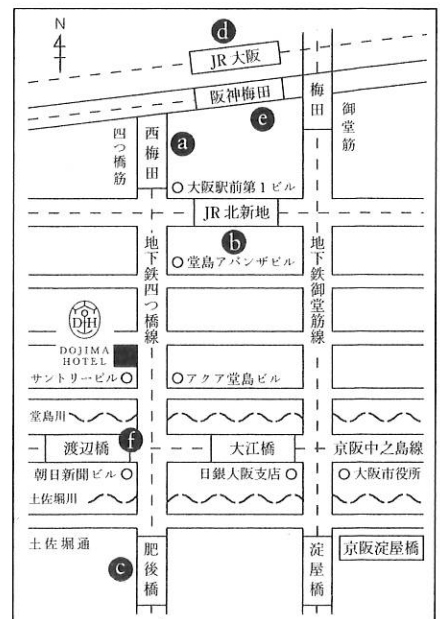 N
d
JR 大阪
阪神梅田
梅田
御堂筋
e
四つ橋筋
西梅田
a
大阪駅前第1ビル
JR 北新地
b
堂島アバンザビル
地下鉄四つ橋線
地下鉄御堂筋線
DH
DOJIMA
HOTEL
サントリービル
アクア堂島ビル
堂島川
渡辺橋
f
大江橋
京阪中之島線
朝日新聞ビル
日銀大阪支店
大阪市役所
土佐堀川
土佐堀通
c
肥後橋
淀屋橋
京阪淀屋橋